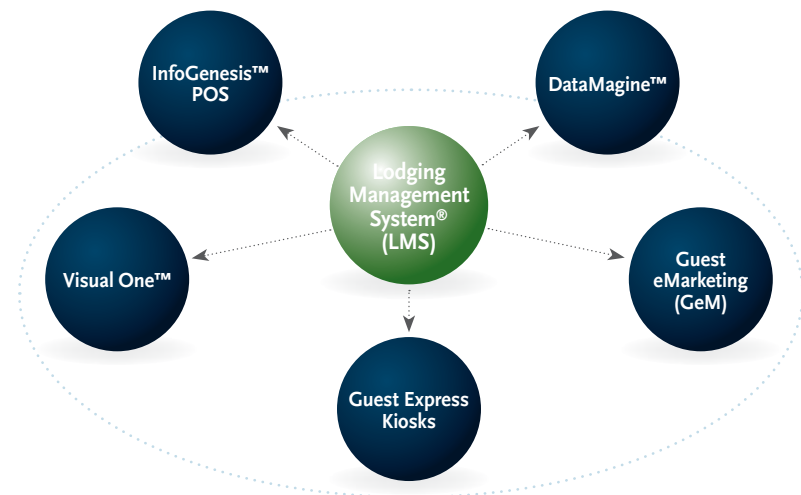 InfoGenesis™
POS
DataMagine™
Lodging
Management
System®
(LMS)
Visual One™
Guest
eMarketing
(GeM)
Guest Express
Kiosks